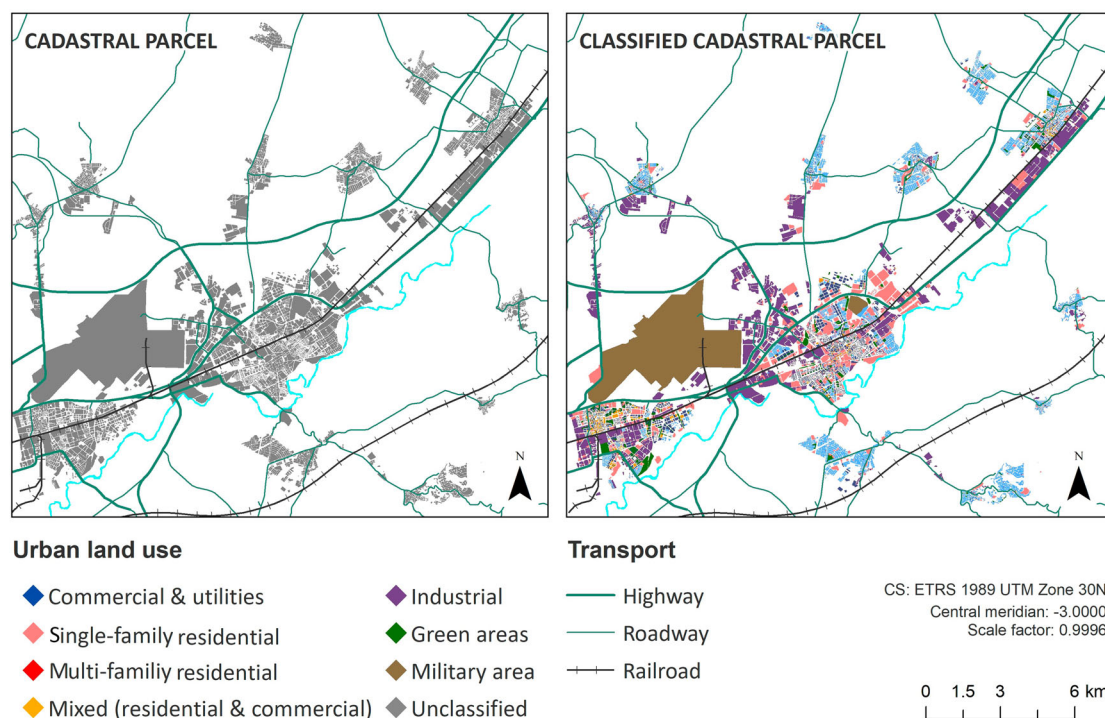 CADASTRAL PARCEL
CLASSIFIED CADASTRAL PARCEL
N
N
Urban land use
Commercial & utilities
Single-family residential
Multi-familiy residential
Mixed (residential & commercial)
Industrial
Green areas
Military area
Unclassified
Transport
Highway
Roadway
Railroad
CS: ETRS 1989 UTM Zone 30N
Central meridian: -3.0000
Scale factor: 0.9996
0 1.5 3 6 km